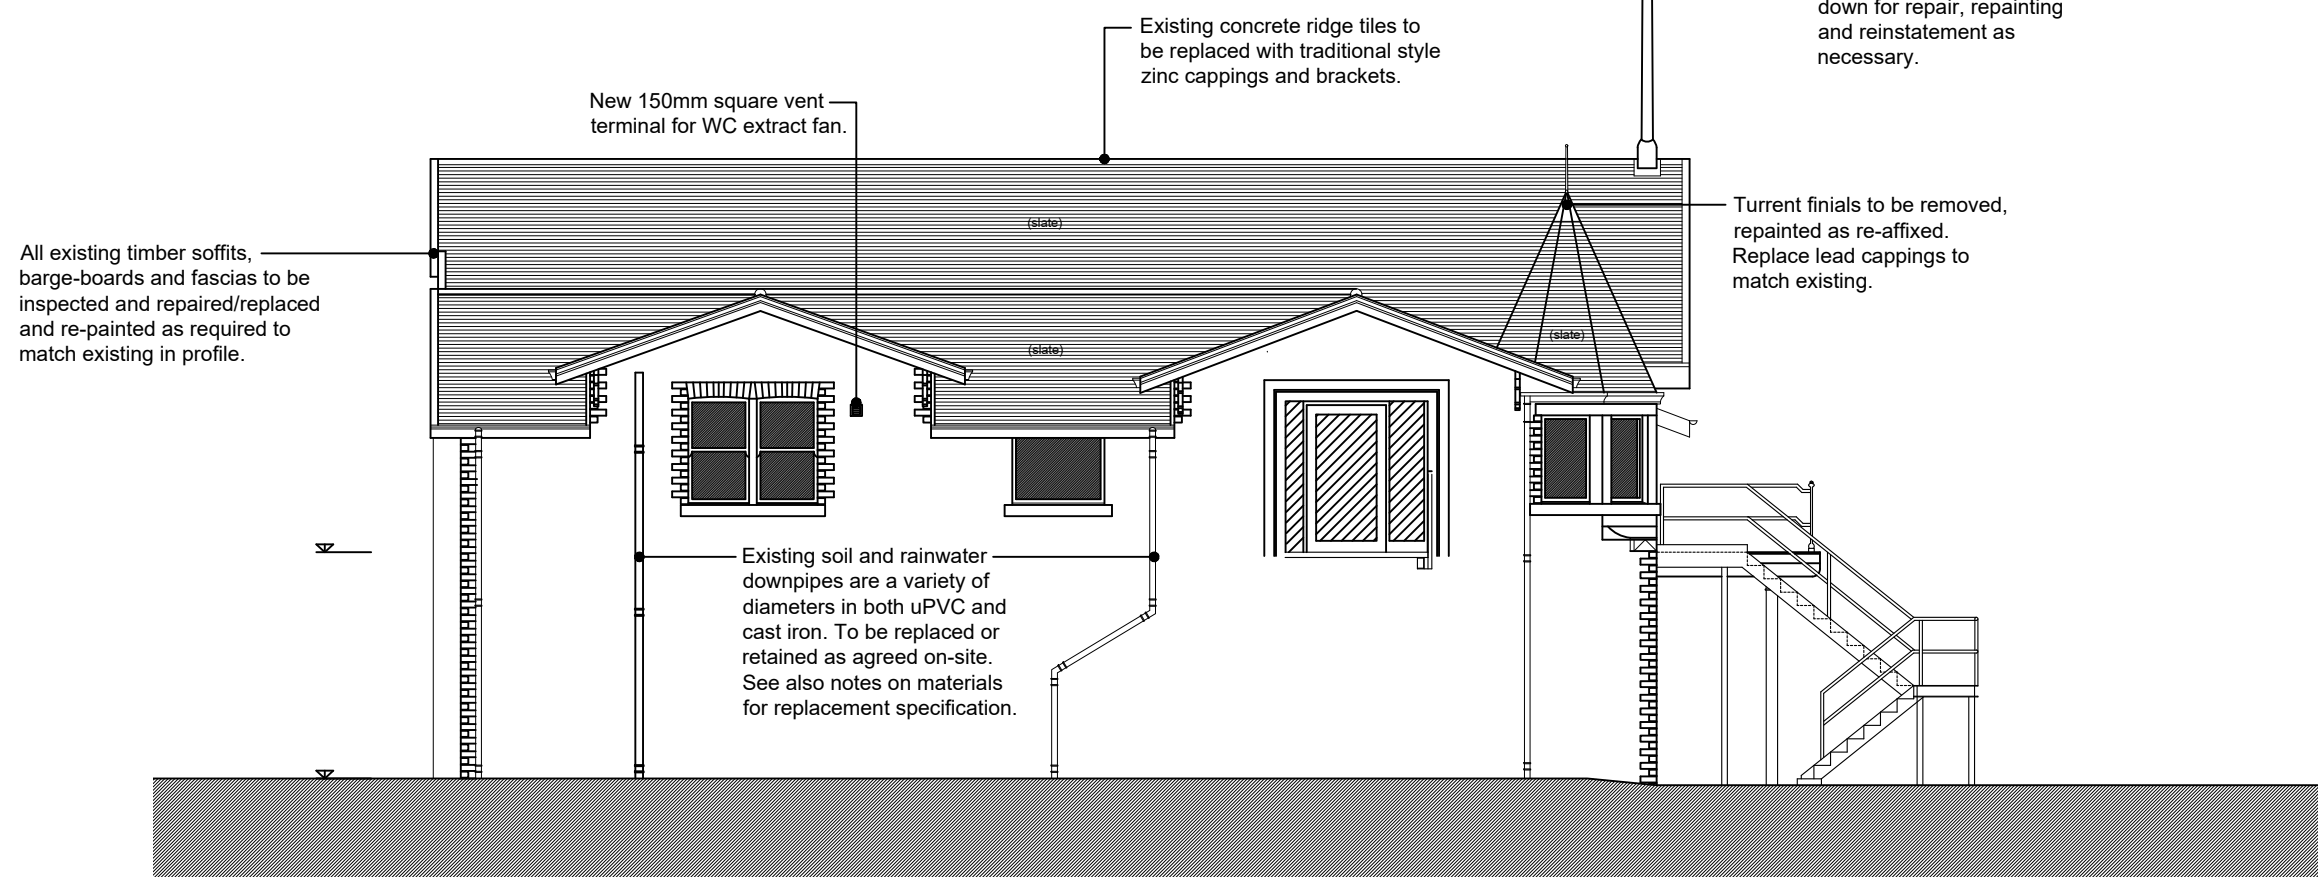 down for repair, repainting
and reinstatement as
necessary.
Existing concrete ridge tiles to
be replaced with traditional style
zinc cappings and brackets.
New 150mm square vent
terminal for WC extract fan.
(slate)
Turrent finials to be removed,
repainted as re-affixed.
Replace lead cappings to
match existing.
All existing timber soffits,
barge-boards and fascias to be
inspected and repaired/replaced
and re-painted as required to
match existing in profile.
(slate)
(slate)
Existing soil and rainwater
downpipes are a variety of
diameters in both uPVC and
cast iron. To be replaced or
retained as agreed on-site.
See also notes on materials
for replacement specification.